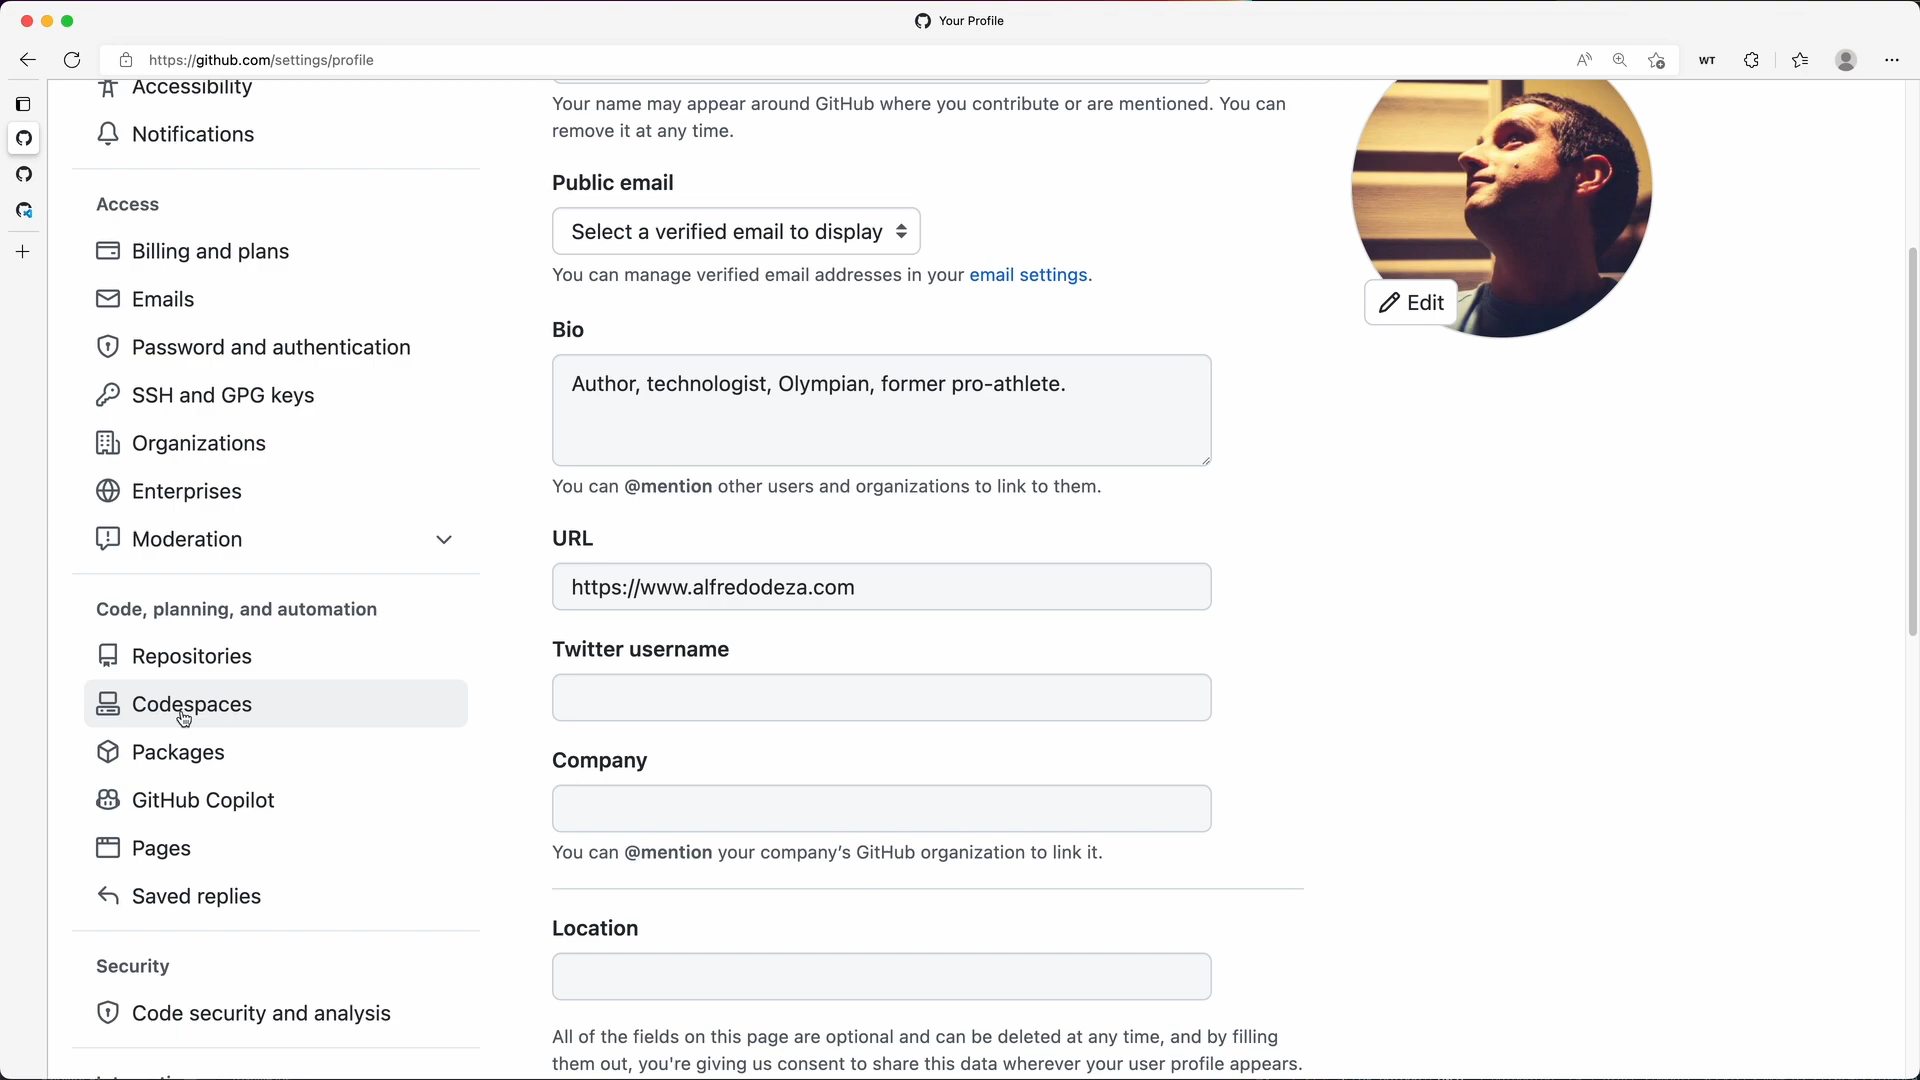 Your Profile
https://github.com/settings/profile
WT
Accessibility
Notifications
Access
Billing and plans
Emails
Password and authentication
SSH and GPG keys
Organizations
Enterprises
Moderation
Code, planning, and automation
Repositories
Codespaces
Packages
GitHub Copilot
Pages
Saved replies
Security
Code security and analysis
Your name may appear around GitHub where you contribute or are mentioned. You can
remove it at any time.
Public email
Select a verified email to display
You can manage verified email addresses in your email settings.
Bio
Author, technologist, Olympian, former pro-athlete.
You can @mention other users and organizations to link to them.
URL
https://www.alfredodeza.com
Twitter username
Company
You can @mention your company's GitHub organization to link it.
Location
All of the fields on this page are optional and can be deleted at any time, and by filling
them out, you're giving us consent to share this data wherever your user profile appears.
Edit